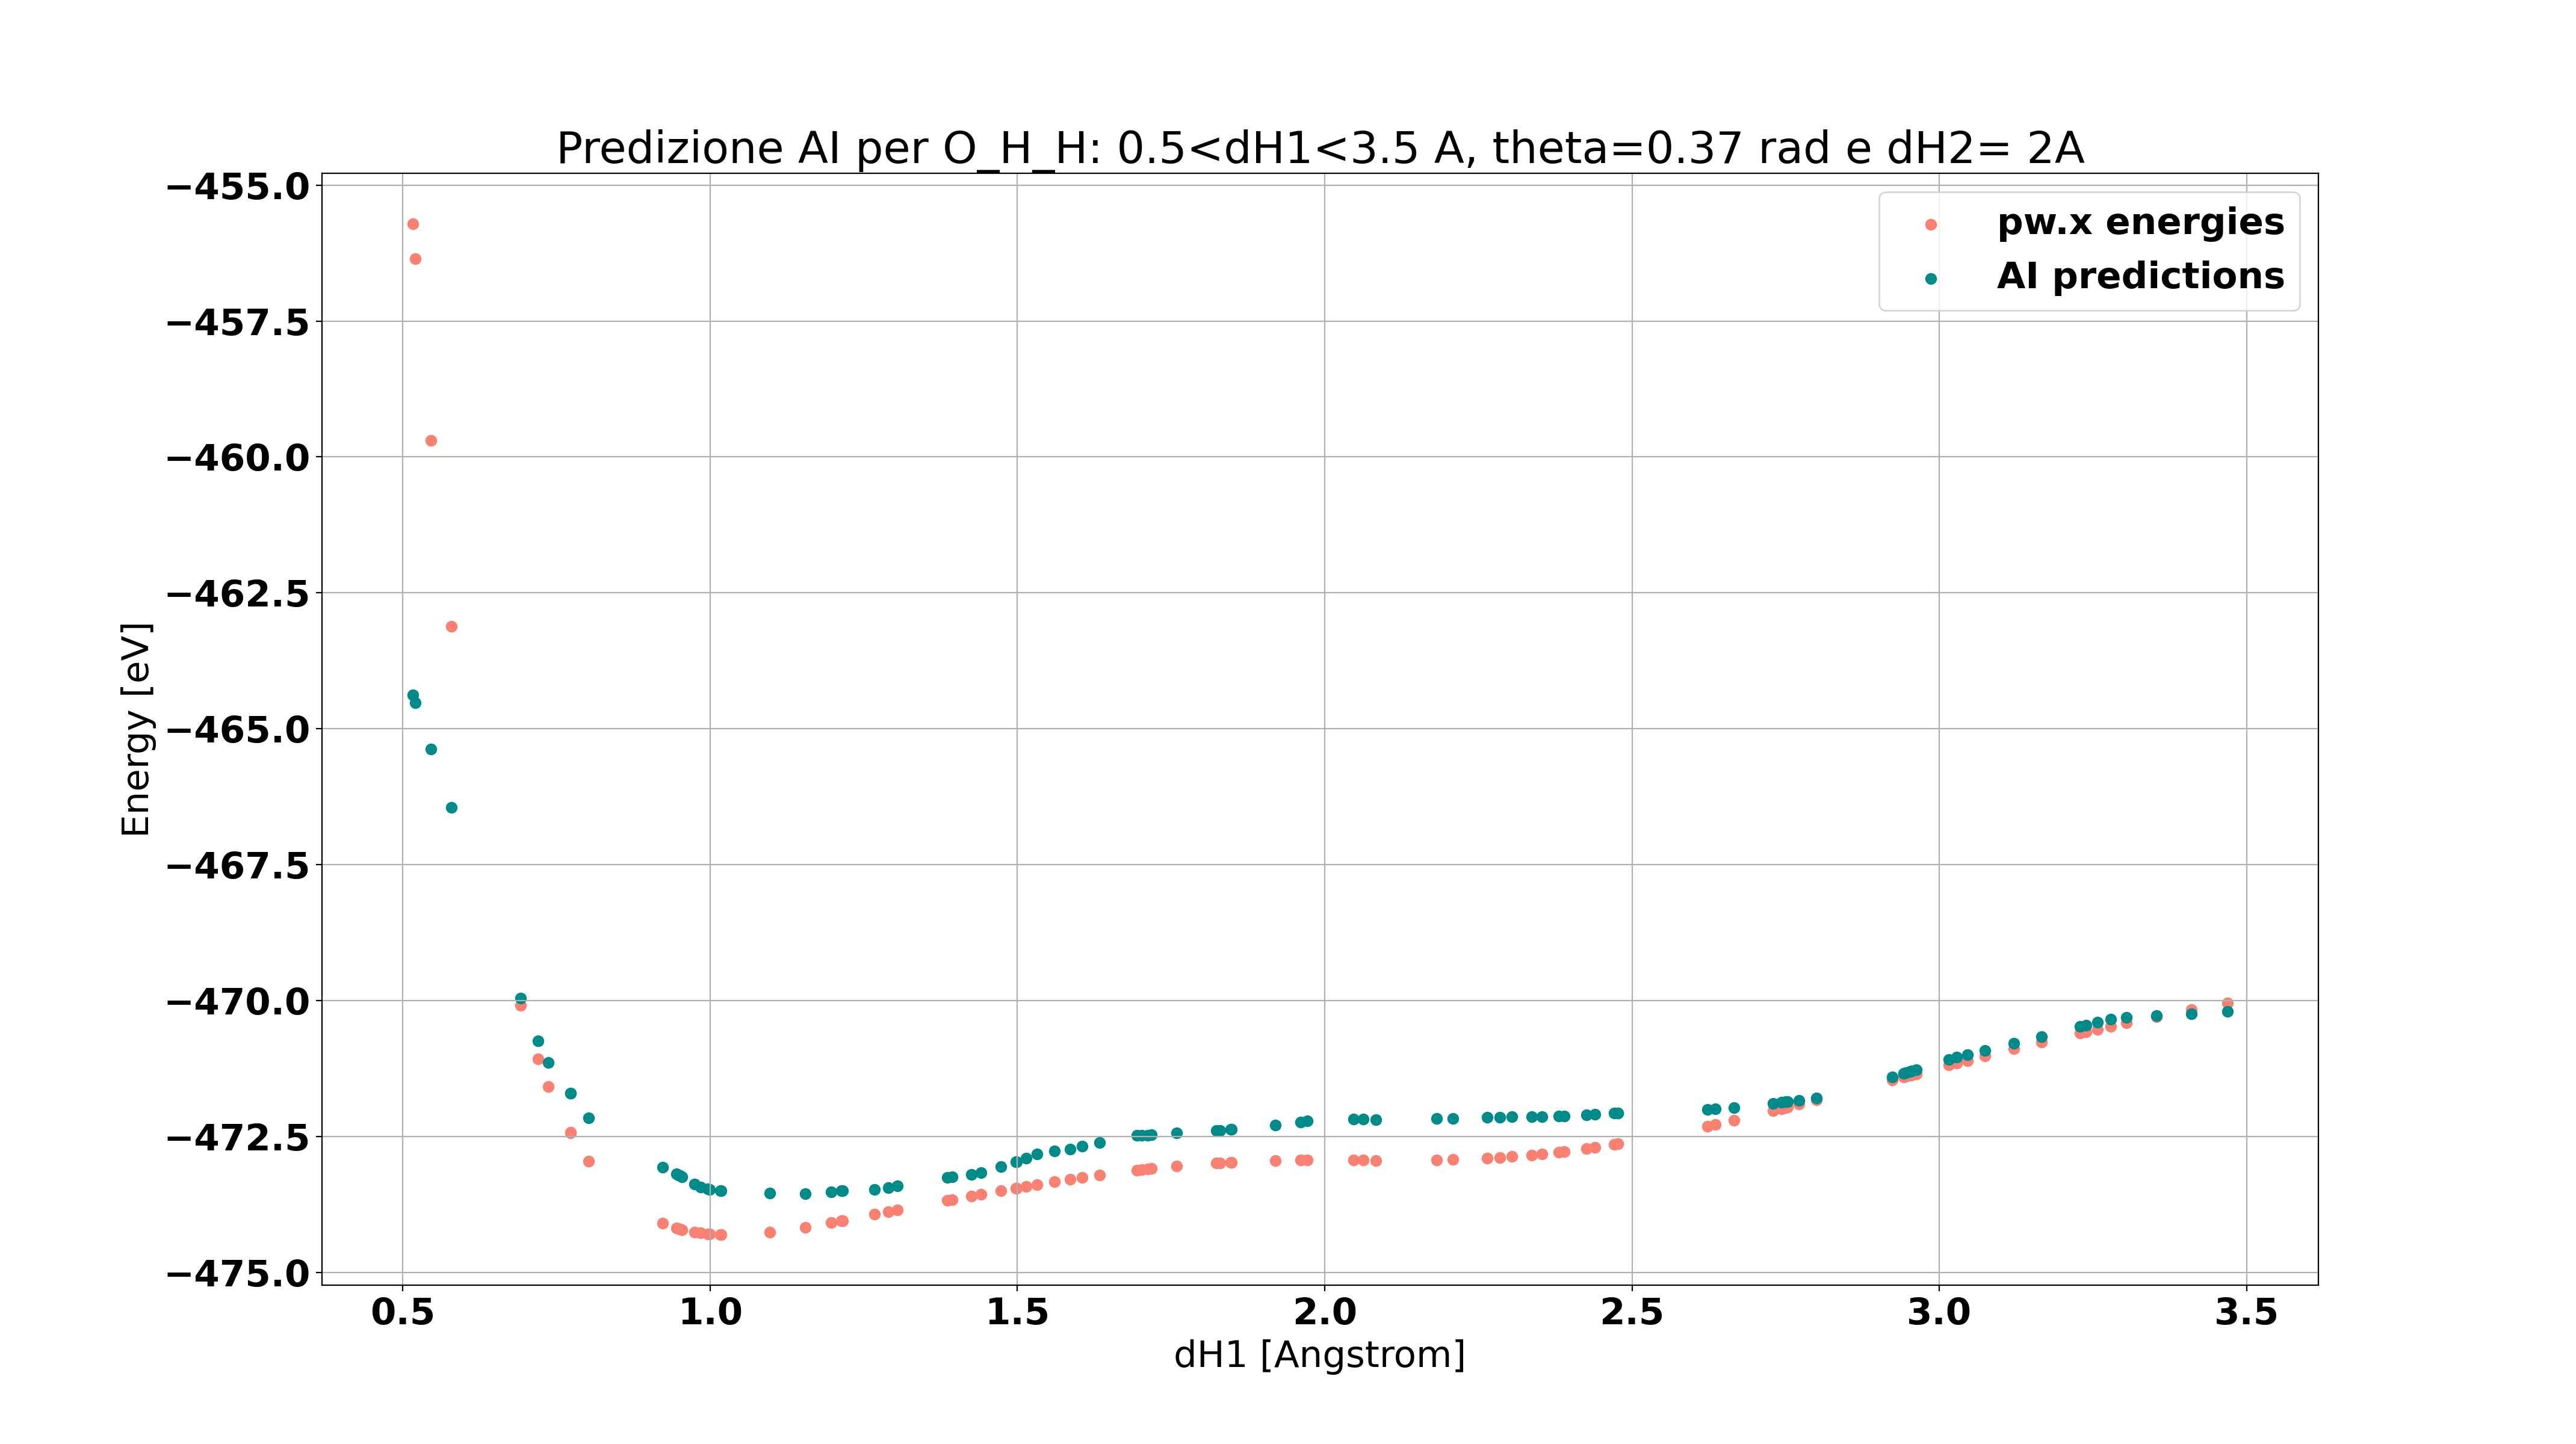 Predizione AI per O_H_H: 0.5<dH1<3.5 A, theta=0.37 rad e dH2= 2A
−455.0
−457.5
−460.0
−462.5
−465.0
−467.5
−470.0
−472.5
−475.0
Energy [eV]
pw.x energies
AI predictions
0.5 1.0 1.5 2.0 2.5 3.0 3.5
dH1 [Angstrom]